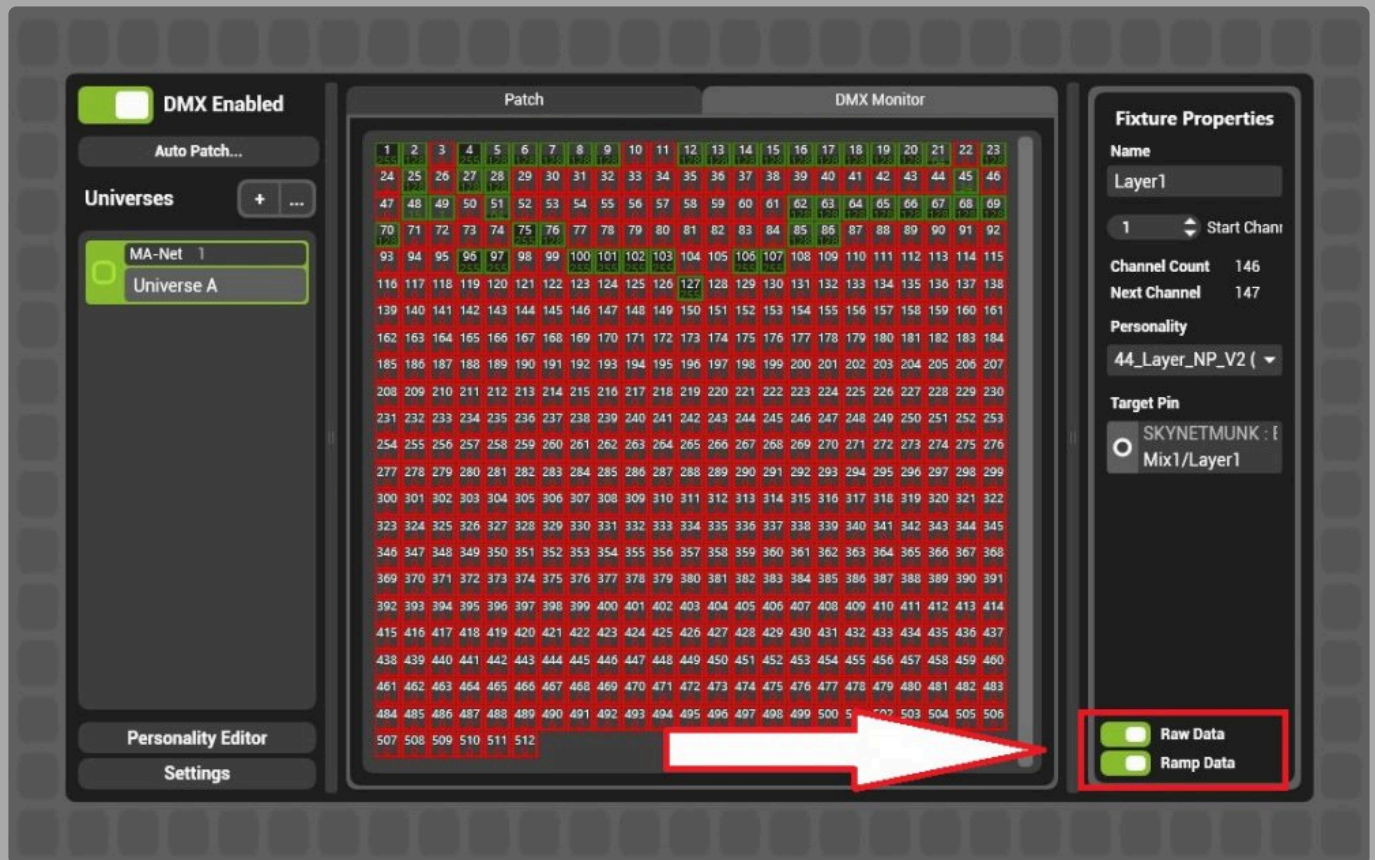 DMX Enabled
Auto Patch...
Universes + ...
MA-Net 1
Universe A
Personality Editor
Settings
Patch DMX Monitor
1 2 3 4 5 6 7 8 9 10 11 12 13 14 15 16 17 18 19 20 21 22 23
24 25 26 27 28 29 30 31 32 33 34 35 36 37 38 39 40 41 42 43 44 45 46
47 48 49 50 51 52 53 54 55 56 57 58 59 60 61 62 63 64 65 66 67 68 69
70 71 72 73 74 75 76 77 78 79 80 81 82 83 84 85 86 87 88 89 90 91 92
93 94 95 96 97 98 99 100 101 102 103 104 105 106 107 108 109 110 111 112 113 114 115
116 117 118 119 120 121 122 123 124 125 126 127 128 129 130 131 132 133 134 135 136 137 138
139 140 141 142 143 144 145 146 147 148 149 150 151 152 153 154 155 156 157 158 159 160 161
162 163 164 165 166 167 168 169 170 171 172 173 174 175 176 177 178 179 180 181 182 183 184
185 186 187 188 189 190 191 192 193 194 195 196 197 198 199 200 201 202 203 204 205 206 207
208 209 210 211 212 213 214 215 216 217 218 219 220 221 222 223 224 225 226 227 228 229 230
231 232 233 234 235 236 237 238 239 240 241 242 243 244 245 246 247 248 249 250 251 252 253
254 255 256 257 258 259 260 261 262 263 264 265 266 267 268 269 270 271 272 273 274 275 276
277 278 279 280 281 282 283 284 285 286 287 288 289 290 291 292 293 294 295 296 297 298 299
300 301 302 303 304 305 306 307 308 309 310 311 312 313 314 315 316 317 318 319 320 321 322
323 324 325 326 327 328 329 330 331 332 333 334 335 336 337 338 339 340 341 342 343 344 345
346 347 348 349 350 351 352 353 354 355 356 357 358 359 360 361 362 363 364 365 366 367 368
369 370 371 372 373 374 375 376 377 378 379 380 381 382 383 384 385 386 387 388 389 390 391
392 393 394 395 396 397 398 399 400 401 402 403 404 405 406 407 408 409 410 411 412 413 414
415 416 417 418 419 420 421 422 423 424 425 426 427 428 429 430 431 432 433 434 435 436 437
438 439 440 441 442 443 444 445 446 447 448 449 450 451 452 453 454 455 456 457 458 459 460
461 462 463 464 465 466 467 468 469 470 471 472 473 474 475 476 477 478 479 480 481 482 483
484 485 486 487 488 489 490 491 492 493 494 495 496 497 498 499 500 503 504 505 506
507 508 509 510 511 512
Fixture Properties
Name
Layer1
1 Start Chann
Channel Count 146
Next Channel 147
Personality
44_Layer_NP_V2 (
Target Pin
SKYNETMUNK : E
Mix1/Layer1
Raw Data
Ramp Data